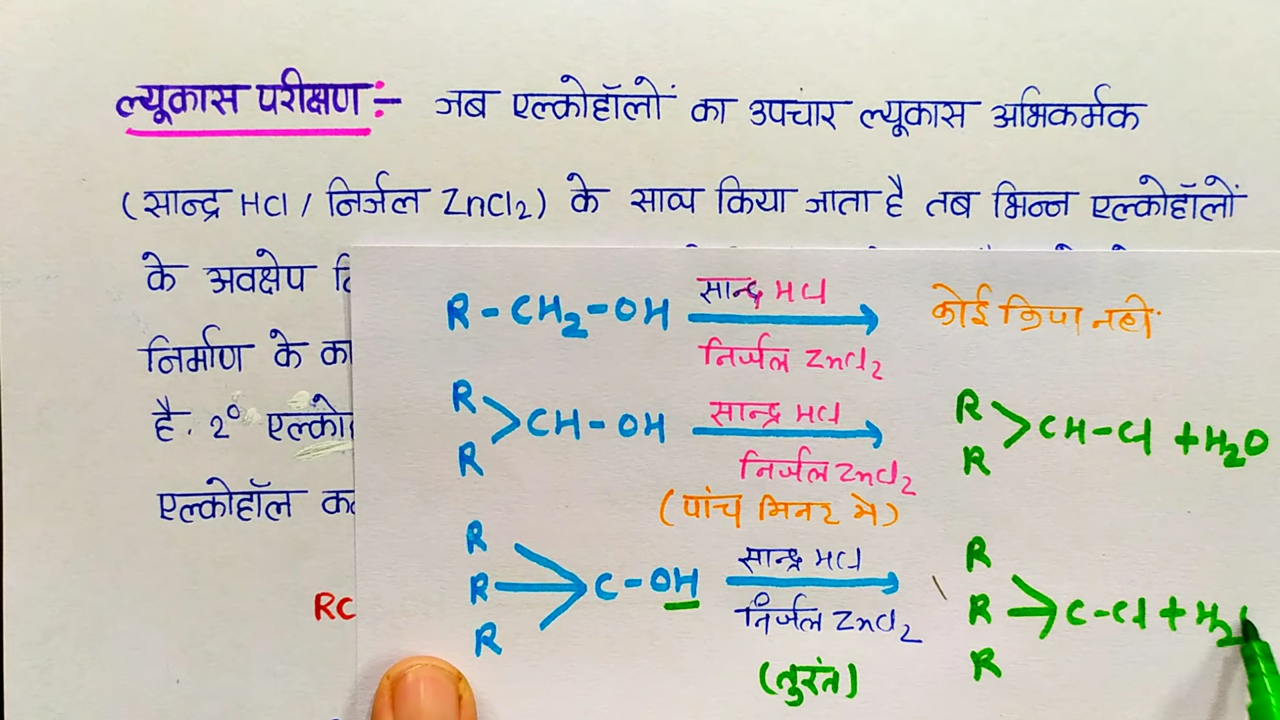 ल्यूकास परीक्षण:- जब एल्कोहॉलों का उपचार ल्यूकास अभिकर्मक
(सान्द्र HCl / निर्जल ZnCl2) के साथ किया जाता है तब भिन्न एल्कोहॉलों
के अवक्षेप
निर्माण के का
है. 2° एल्को
एल्कोहॉल क
RC
R-CH2-OH सान्द्र HCl निर्जल ZnCl2 कोई क्रिया नहीं
R R >CH-OH सान्द्र HCl निर्जल ZnCl2 R R >CH-Cl +H2O
(पांच मिनट में)
R R R C-OH सान्द्र HCl निर्जल ZnCl2 R R R C-Cl + H2
(तुरंत)